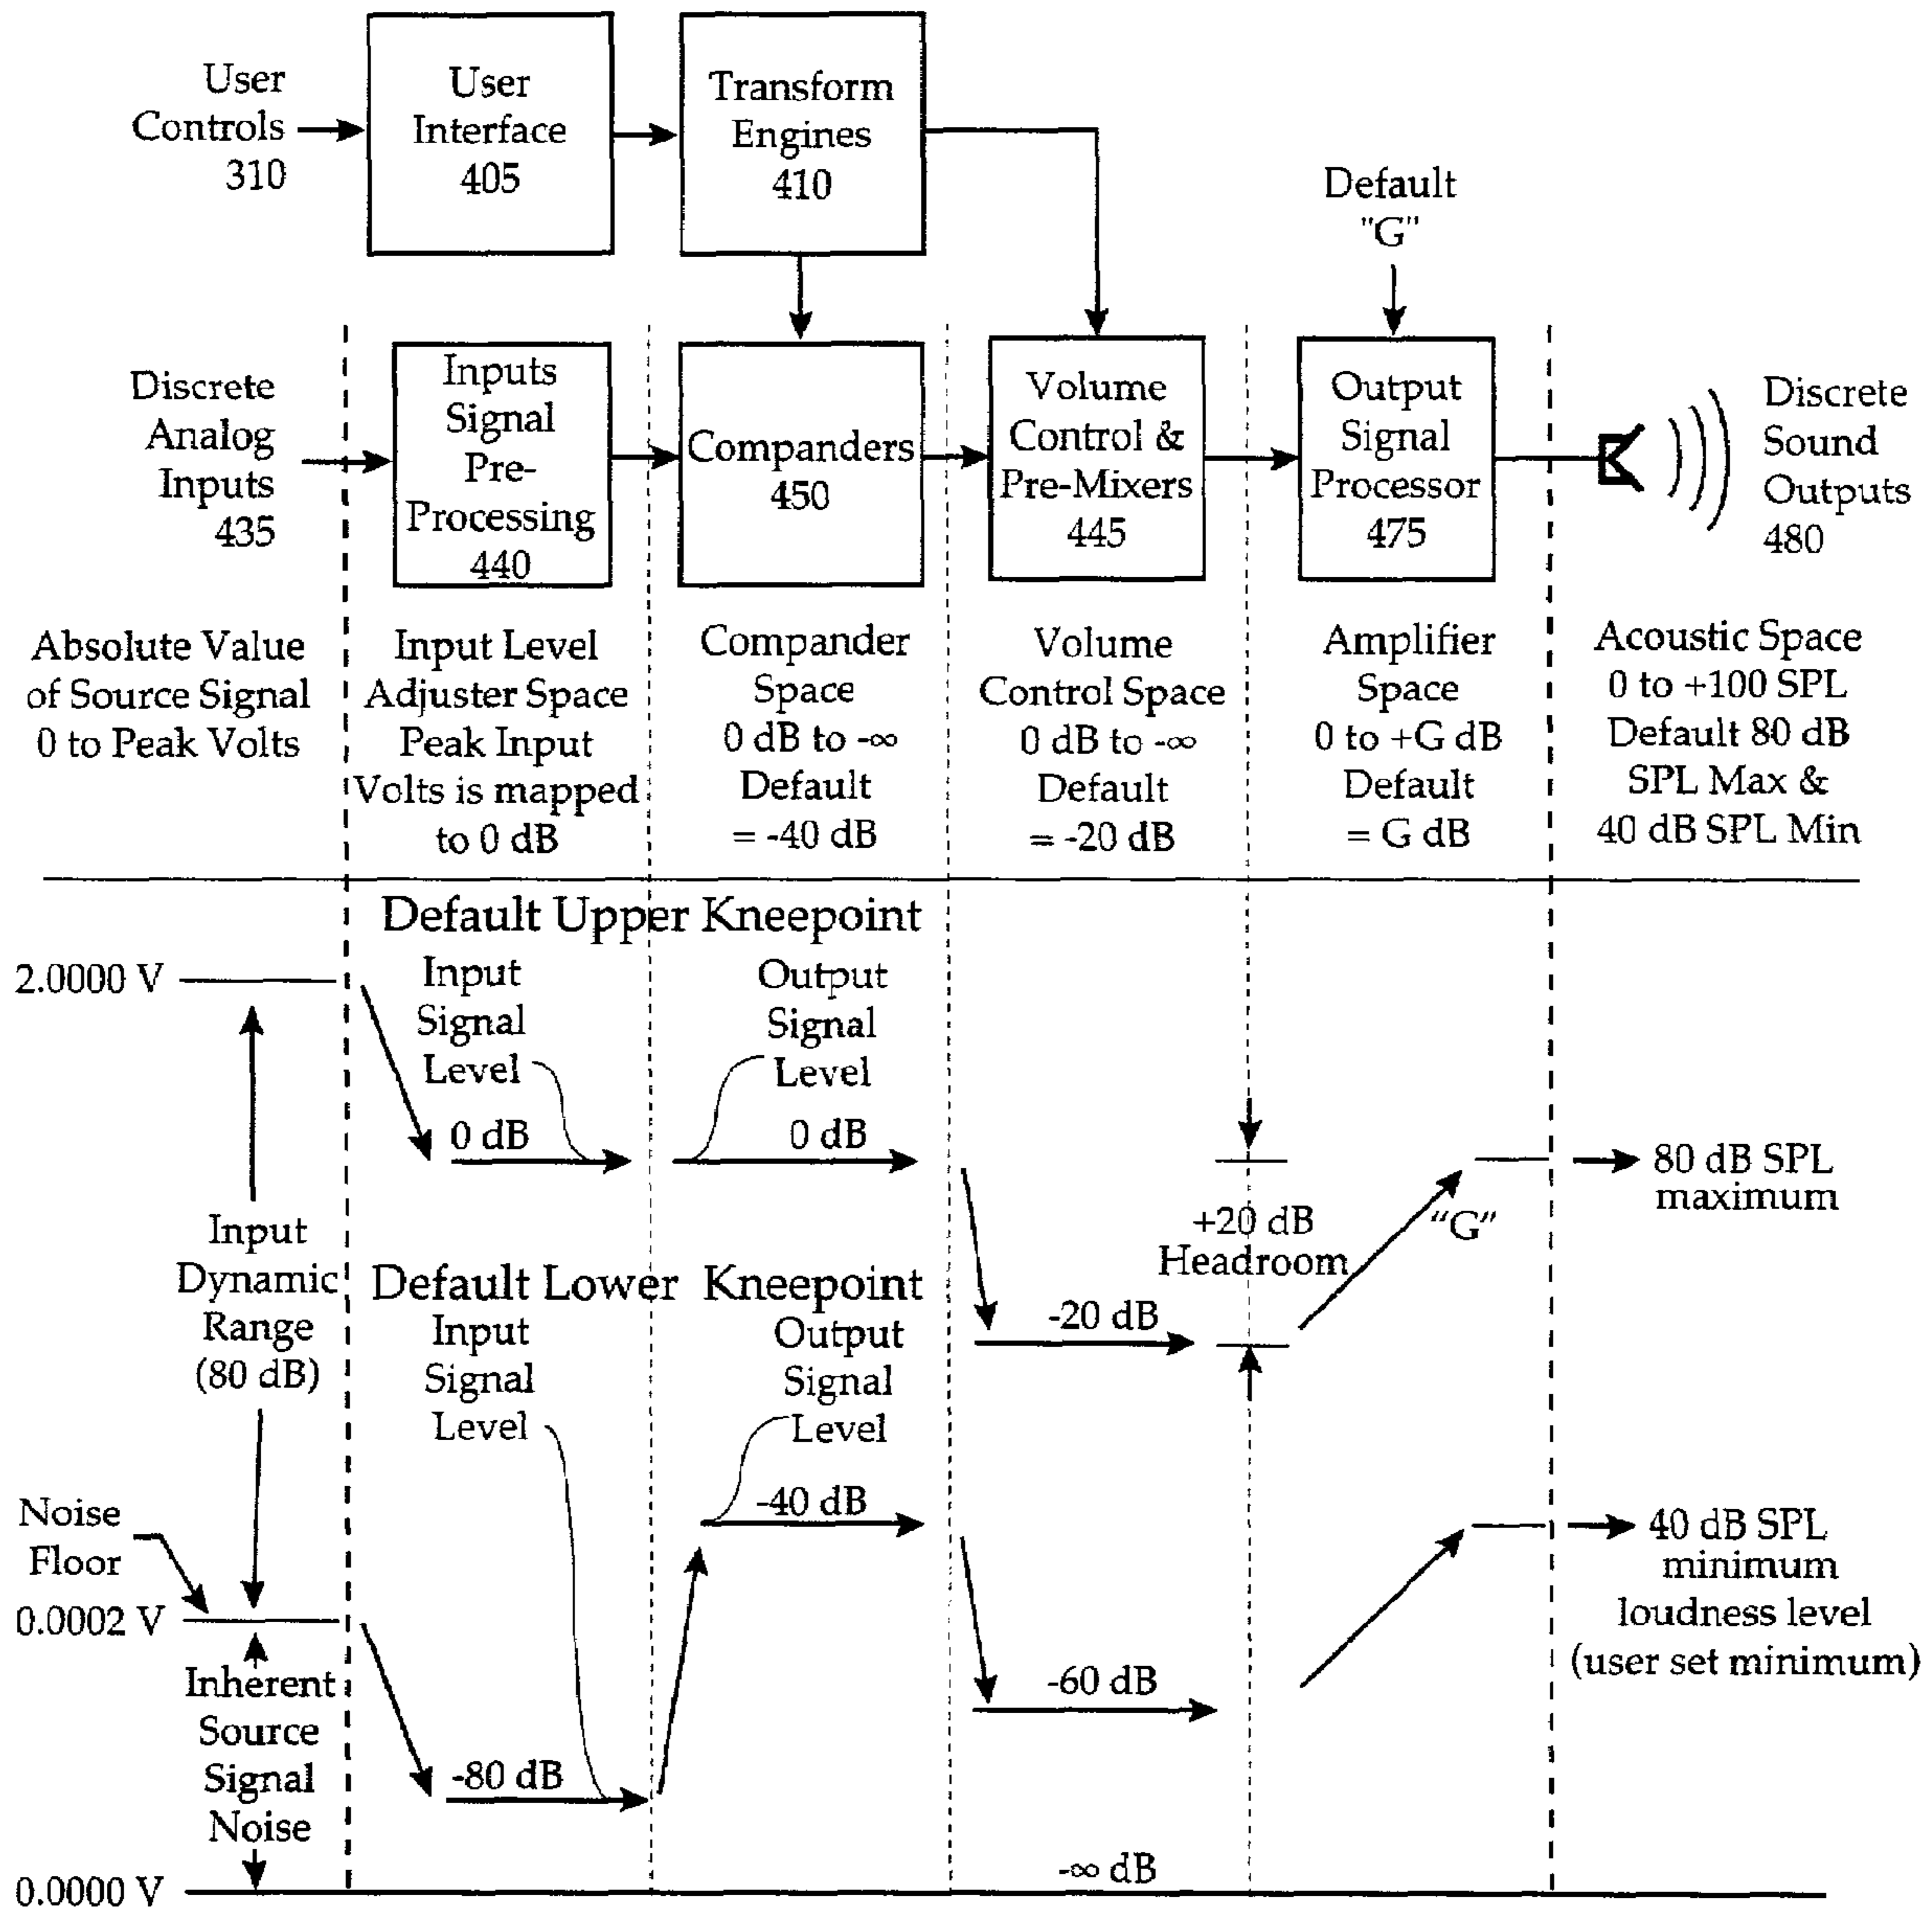 User
Controls
310
User
Interface
405
Transform
Engines
410
Default
"G"
Discrete
Analog
Inputs
435
Inputs
Signal
Pre-
Processing
440
Companders
450
Volume
Control &
Pre-Mixers
445
Output
Signal
Processor
475
Discrete
Sound
Outputs
480
Absolute Value
of Source Signal
0 to Peak Volts
Input Level
Adjuster Space
Peak Input
Volts is mapped
to 0 dB
Compander
Space
0 dB to -∞
Default
= -40 dB
Volume
Control Space
0 dB to -∞
Default
= -20 dB
Amplifier
Space
0 to +G dB
Default
= G dB
Acoustic Space
0 to +100 SPL
Default 80 dB
SPL Max &
40 dB SPL Min
Default Upper Kneepoint
2.0000 V
Input
Signal
Level
0 dB
Output
Signal
Level
0 dB
80 dB SPL
maximum
+20 dB
Headroom
“G”
Input
Dynamic
Range
(80 dB)
Default Lower Kneepoint
Input
Signal
Level
Output
Signal
Level
-20 dB
-40 dB
Noise
Floor
0.0002 V
40 dB SPL
minimum
loudness level
(user set minimum)
-60 dB
Inherent
Source
Signal
Noise
-80 dB
-∞ dB
0.0000 V